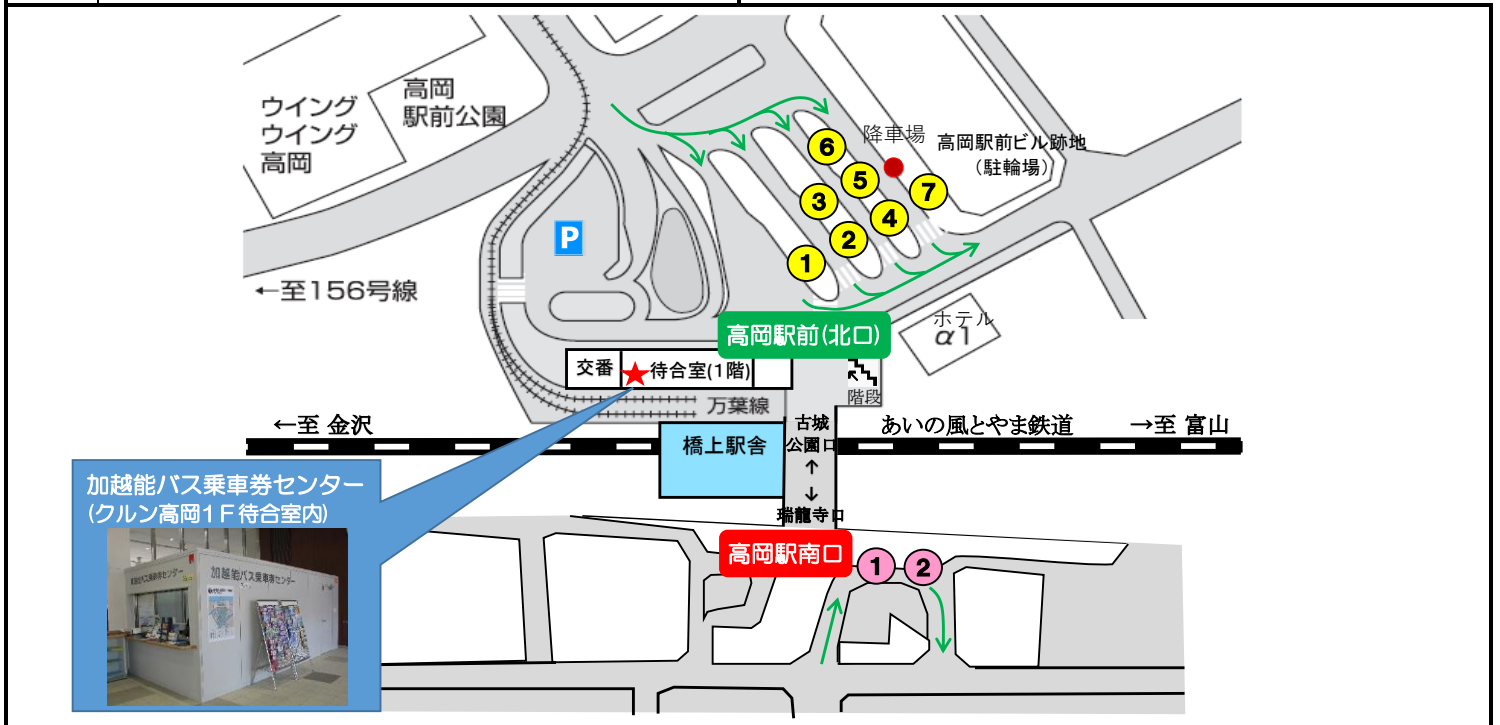 ウイング
ウイング
高岡
高岡
駅前公園
6
5
4
3
2
1
7
降車場
高岡駅前ビル跡地
(駐輪場)
P
←至156号線
高岡駅前(北口)
ホテル
α1
交番
待合室(1階)
階段
万葉線
←至 金沢
橋上駅舎
古城
公園口
↑
↓
瑞龍寺口
あいの風とやま鉄道
→至 富山
加越能バス乗車券センター
(クルン高岡1F待合室内)
加越能バス乗車券センター
高岡駅南口
1
2